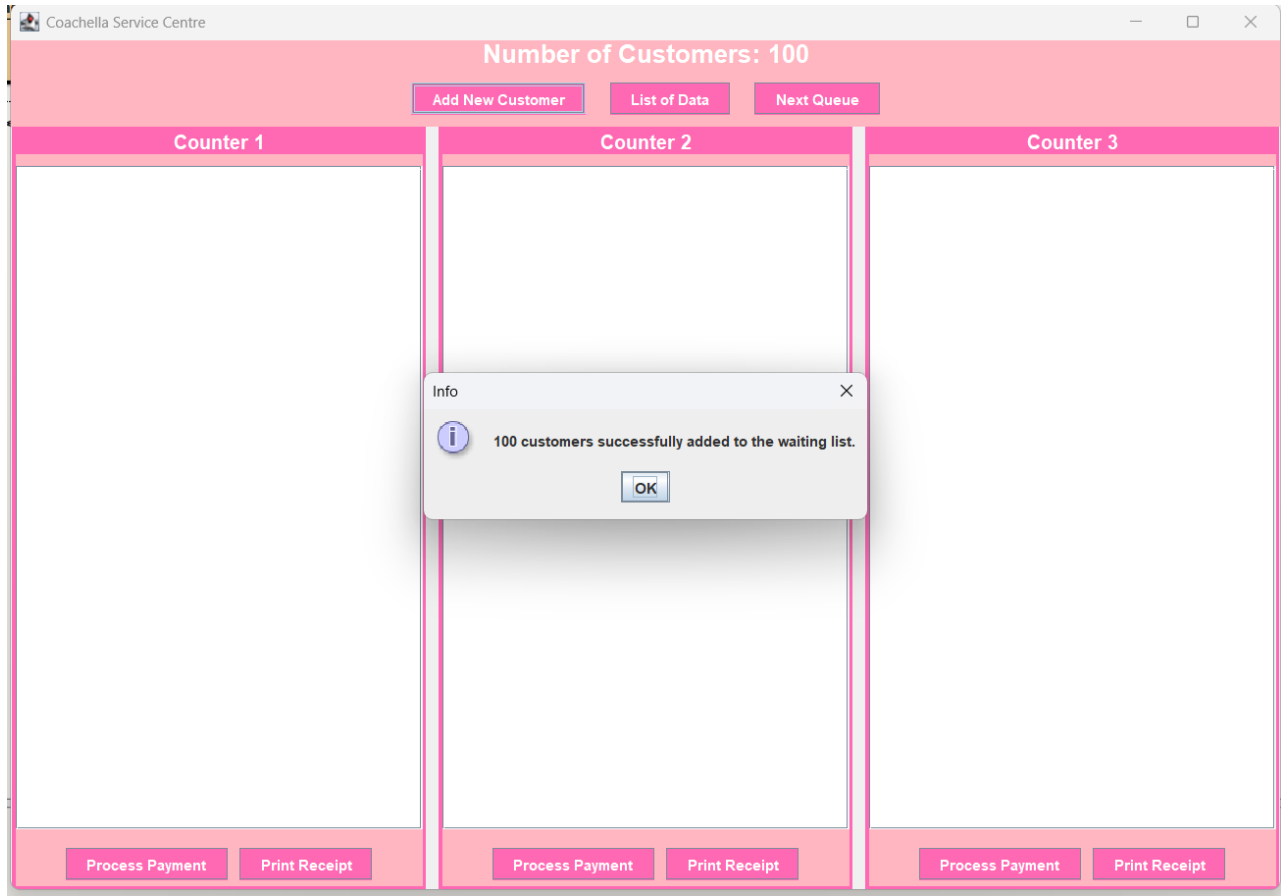 Coachella Service Centre
Number of Customers: 100
Add New Customer List of Data Next Queue
Counter 1 Counter 2 Counter 3
Info
100 customers successfully added to the waiting list.
OK
Process Payment Print Receipt Process Payment Print Receipt Process Payment Print Receipt